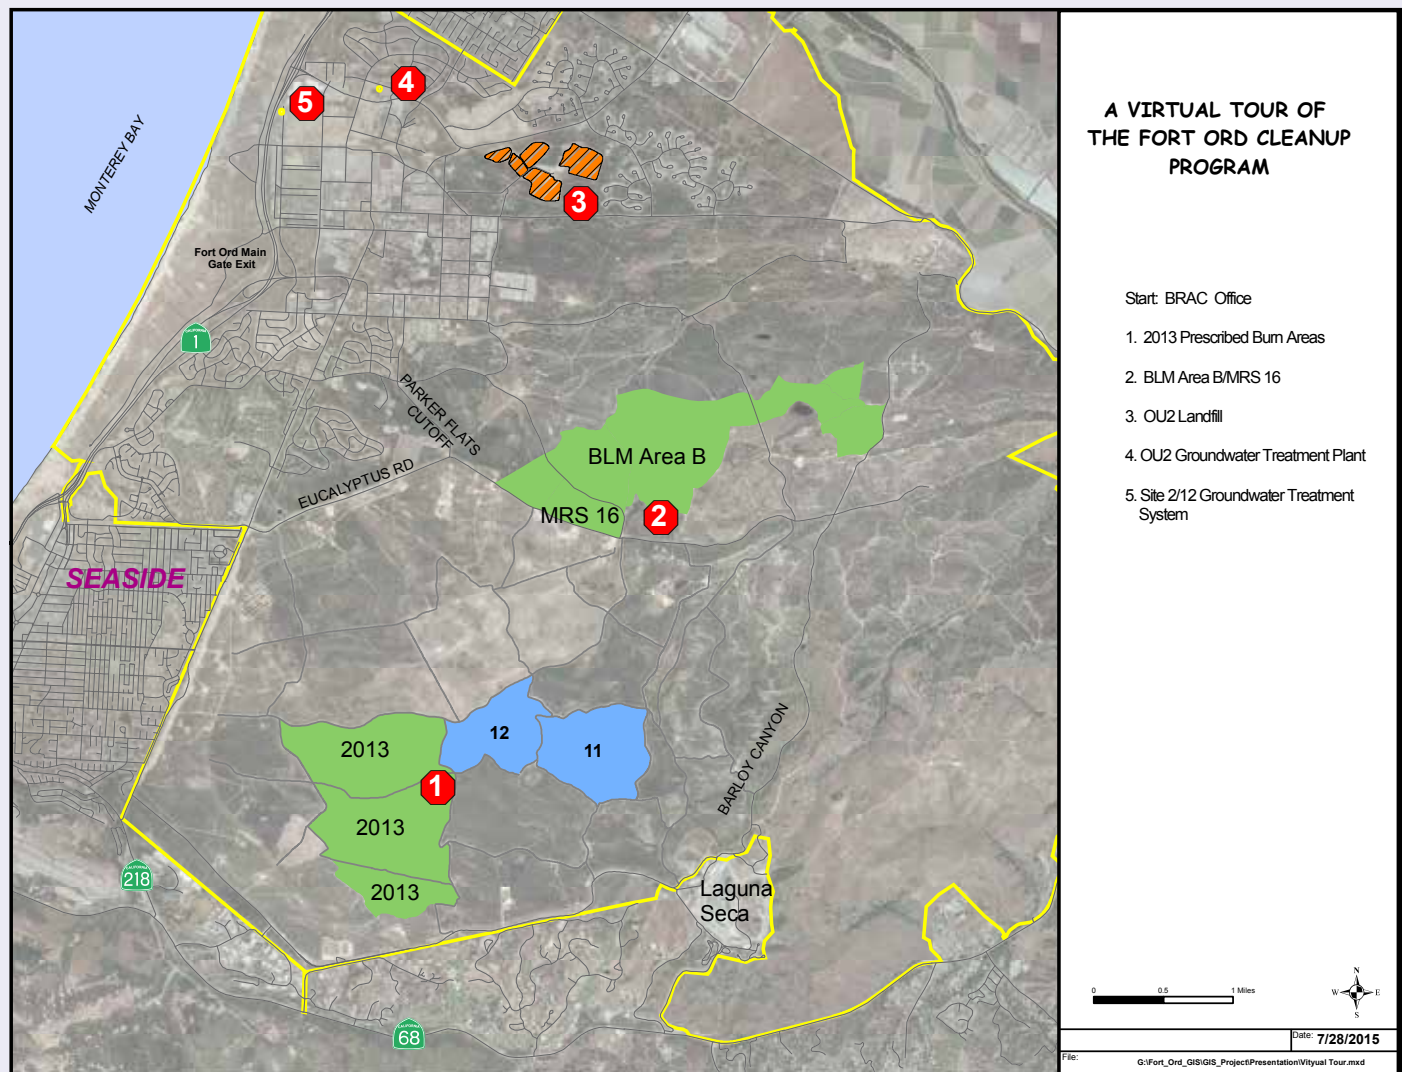 A VIRTUAL TOUR OF
THE FORT ORD CLEANUP
PROGRAM
Start: BRAC Office
1. 2013 Prescribed Burn Areas
2. BLM Area B/MRS 16
3. OU2 Landfill
4. OU2 Groundwater Treatment Plant
5. Site 2/12 Groundwater Treatment
System
0 0.5 1 Miles
N
W E
S
Date: 7/28/2015
File: G:\Fort_Ord_GIS\GIS_Project\Presentation\Vityual Tour.mxd
MONTEREY BAY
5
4
3
Fort Ord Main
Gate Exit
CALIFORNIA
1
PARKER FLATS
CUTOFF
EUCALYPTUS RD
BLM Area B
MRS 16
2
SEASIDE
2013
12
11
1
2013
2013
BARLOY CANYON
Laguna
Seca
CALIFORNIA
218
CALIFORNIA
68